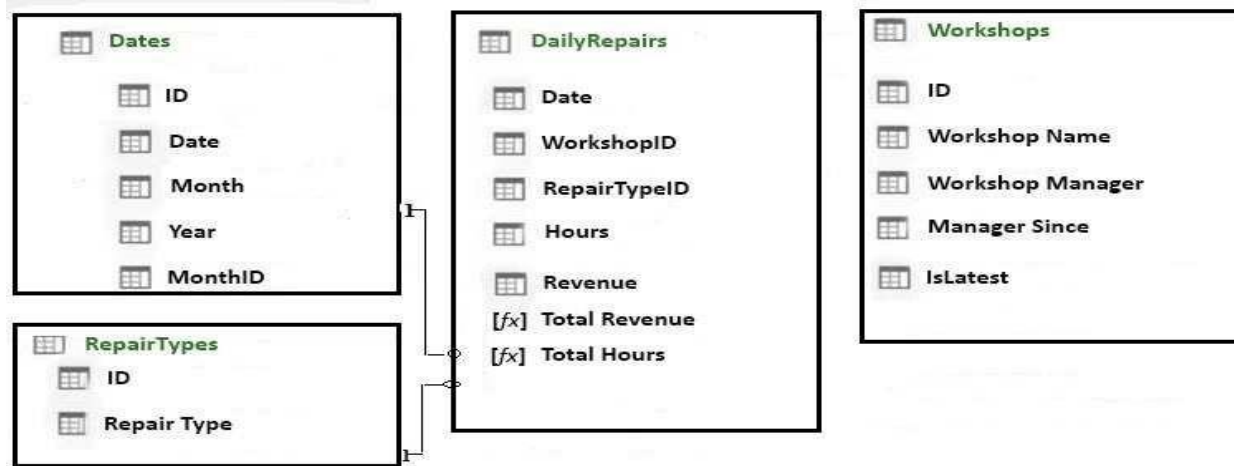 Dates
ID
Date
Month
Year
MonthID
1
RepairTypes
ID
Repair Type
1
DailyRepairs
Date
WorkshopID
RepairTypeID
Hours
Revenue
[fx] Total Revenue
[fx] Total Hours
Workshops
ID
Workshop Name
Workshop Manager
Manager Since
IsLatest